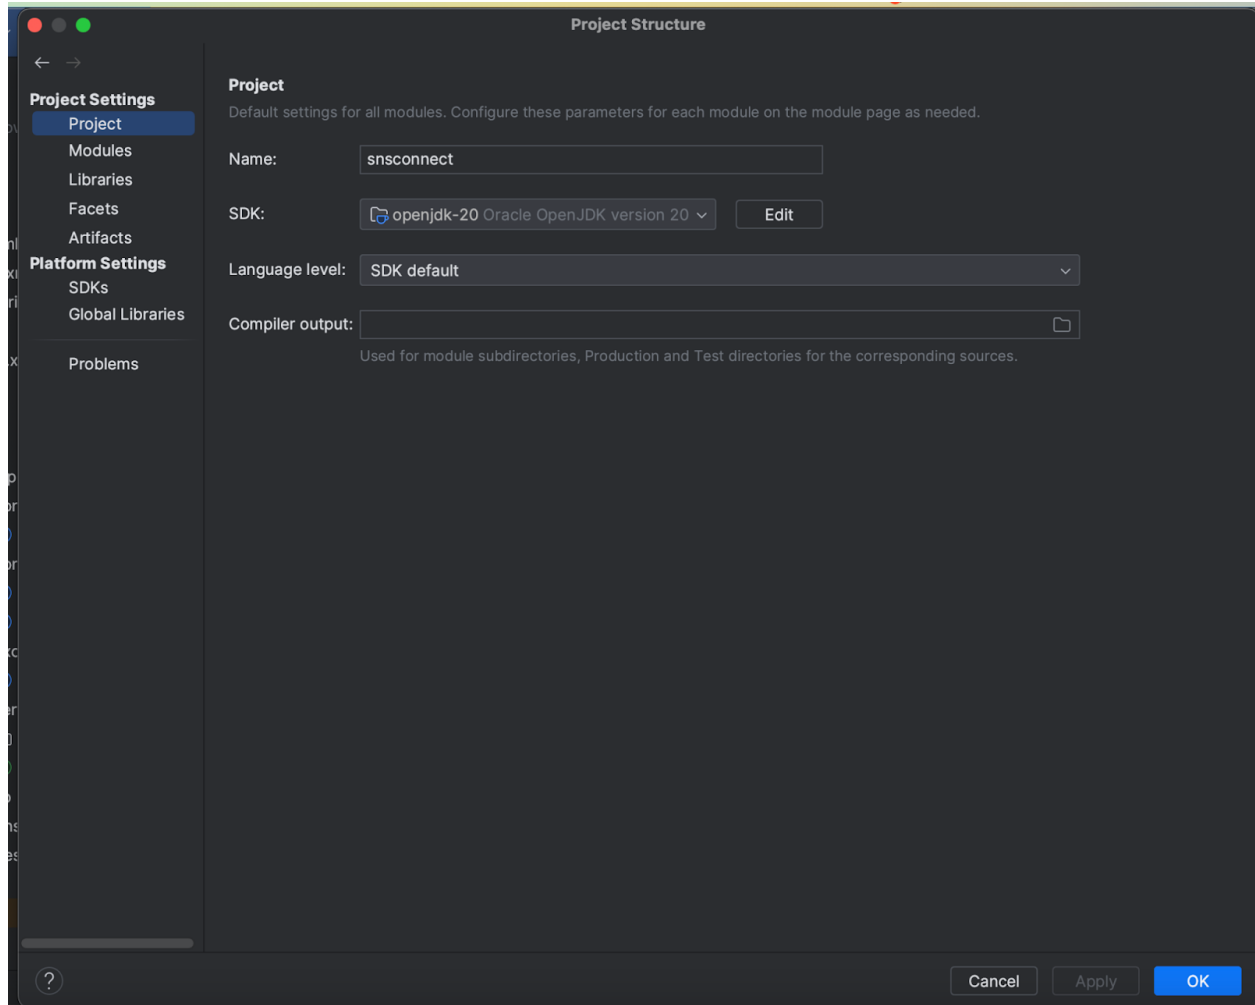 Project Structure
Project Settings
Project
Modules
Libraries
Facets
Artifacts
Platform Settings
SDKs
Global Libraries
Problems
Project
Default settings for all modules. Configure these parameters for each module on the module page as needed.
Name: snsconnect
SDK: openjdk-20 Oracle OpenJDK version 20 Edit
Language level: SDK default
Compiler output:
Used for module subdirectories, Production and Test directories for the corresponding sources.
? Cancel Apply OK